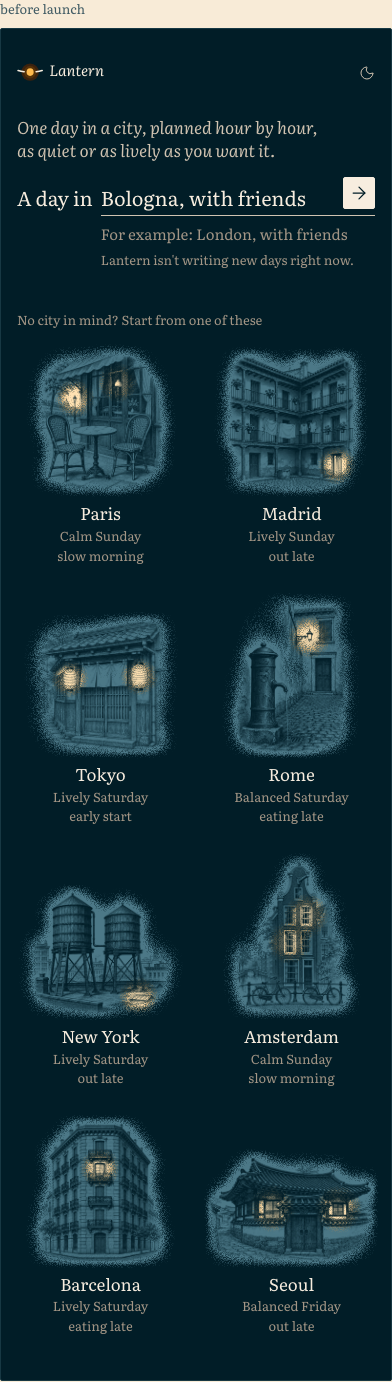 before launch
Lantern
One day in a city, planned hour by hour,
as quiet or as lively as you want it.
A day in Bologna, with friends
For example: London, with friends
Lantern isn't writing new days right now.
No city in mind? Start from one of these
Paris
Calm Sunday
slow morning
Madrid
Lively Sunday
out late
Tokyo
Lively Saturday
early start
Rome
Balanced Saturday
eating late
New York
Lively Saturday
out late
Amsterdam
Calm Sunday
slow morning
Barcelona
Lively Saturday
eating late
Seoul
Balanced Friday
out late